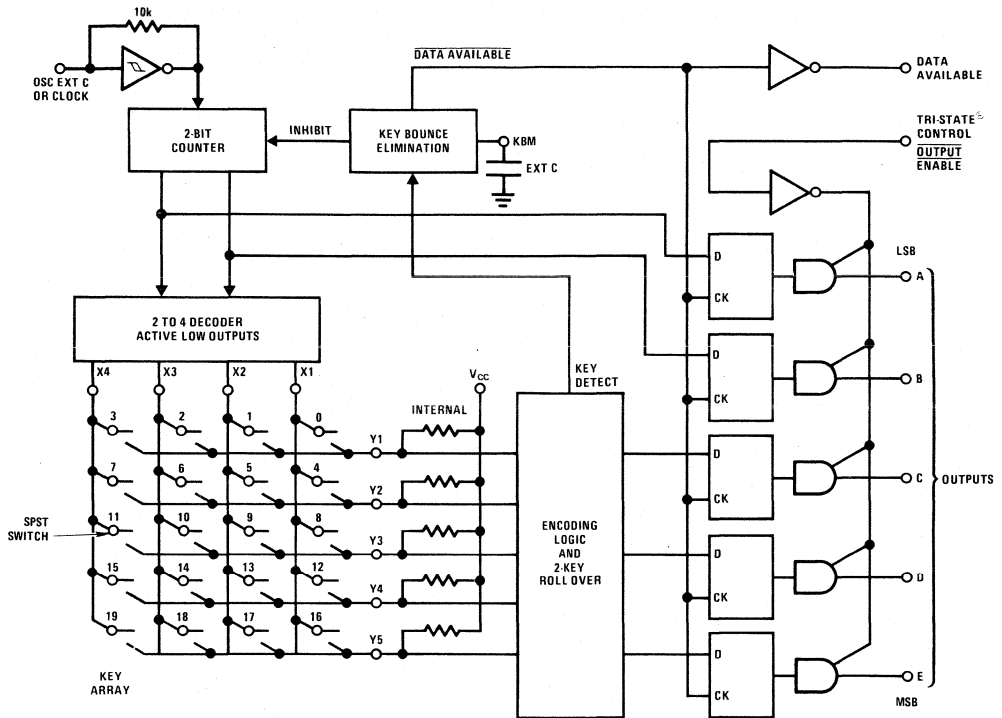 10k
OSC EXT C
OR CLOCK
DATA AVAILABLE
DATA
AVAILABLE
2-BIT
COUNTER
INHIBIT
KEY BOUNCE
ELIMINATION
KBM
EXT C
TRI-STATE
CONTROL
OUTPUT
ENABLE
2 TO 4 DECODER
ACTIVE LOW OUTPUTS
X4
X3
X2
X1
VCC
INTERNAL
KEY
DETECT
3
2
1
0
Y1
7
6
5
4
Y2
SPST
SWITCH
11
10
9
8
Y3
15
14
13
12
Y4
19
18
17
16
Y5
KEY
ARRAY
ENCODING
LOGIC
AND
2-KEY
ROLL OVER
D
CK
LSB
A
D
CK
B
D
CK
C
OUTPUTS
D
CK
D
D
CK
E
MSB